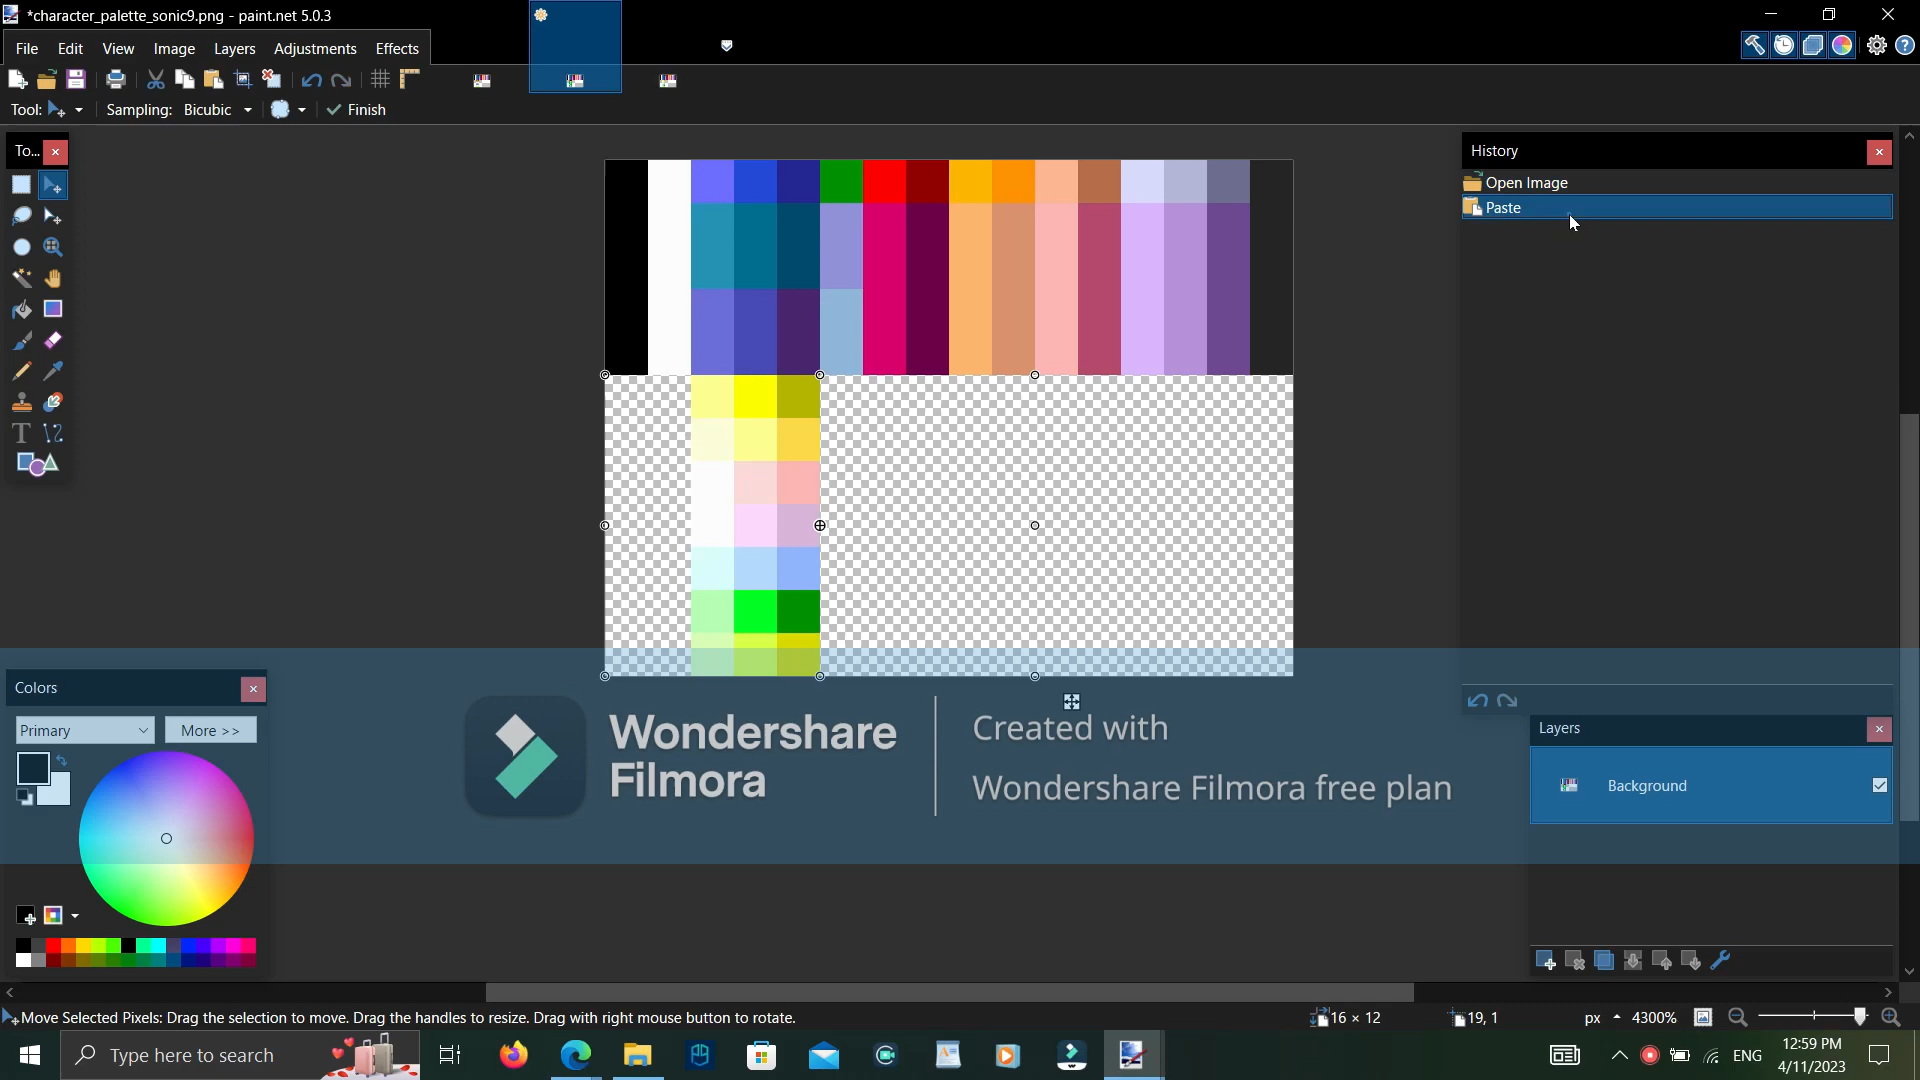 *character_palette_sonic9.png - paint.net 5.0.3
File Edit View Image Layers Adjustments Effects
Tool: Sampling: Bicubic Finish
To...
History
Open Image
Paste
Colors
Primary More >>
Wondershare Filmora
Created with
Wondershare Filmora free plan
Layers
Background
Move Selected Pixels: Drag the selection to move. Drag the handles to resize. Drag with right mouse button to rotate.
16 × 12
19, 1
px
4300%
Type here to search
ENG
12:59 PM
4/11/2023